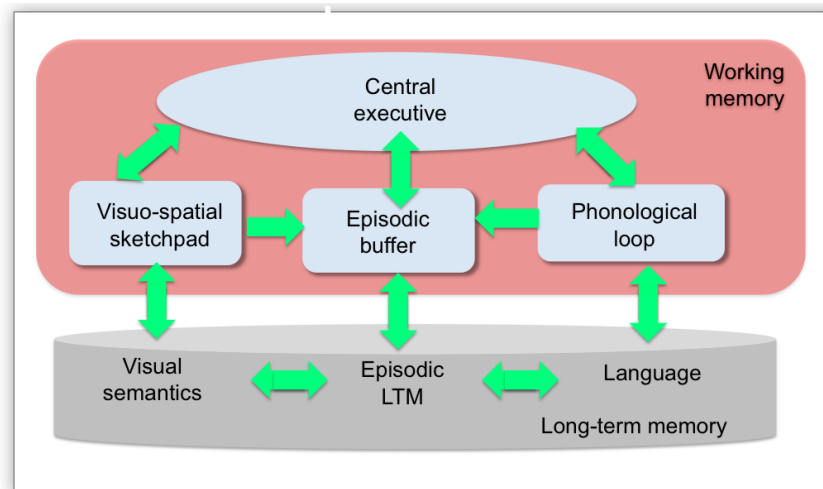 Central
executive
Working
memory
Visuo-spatial
sketchpad
Episodic
buffer
Phonological
loop
Visual
semantics
Episodic
LTM
Language
Long-term memory